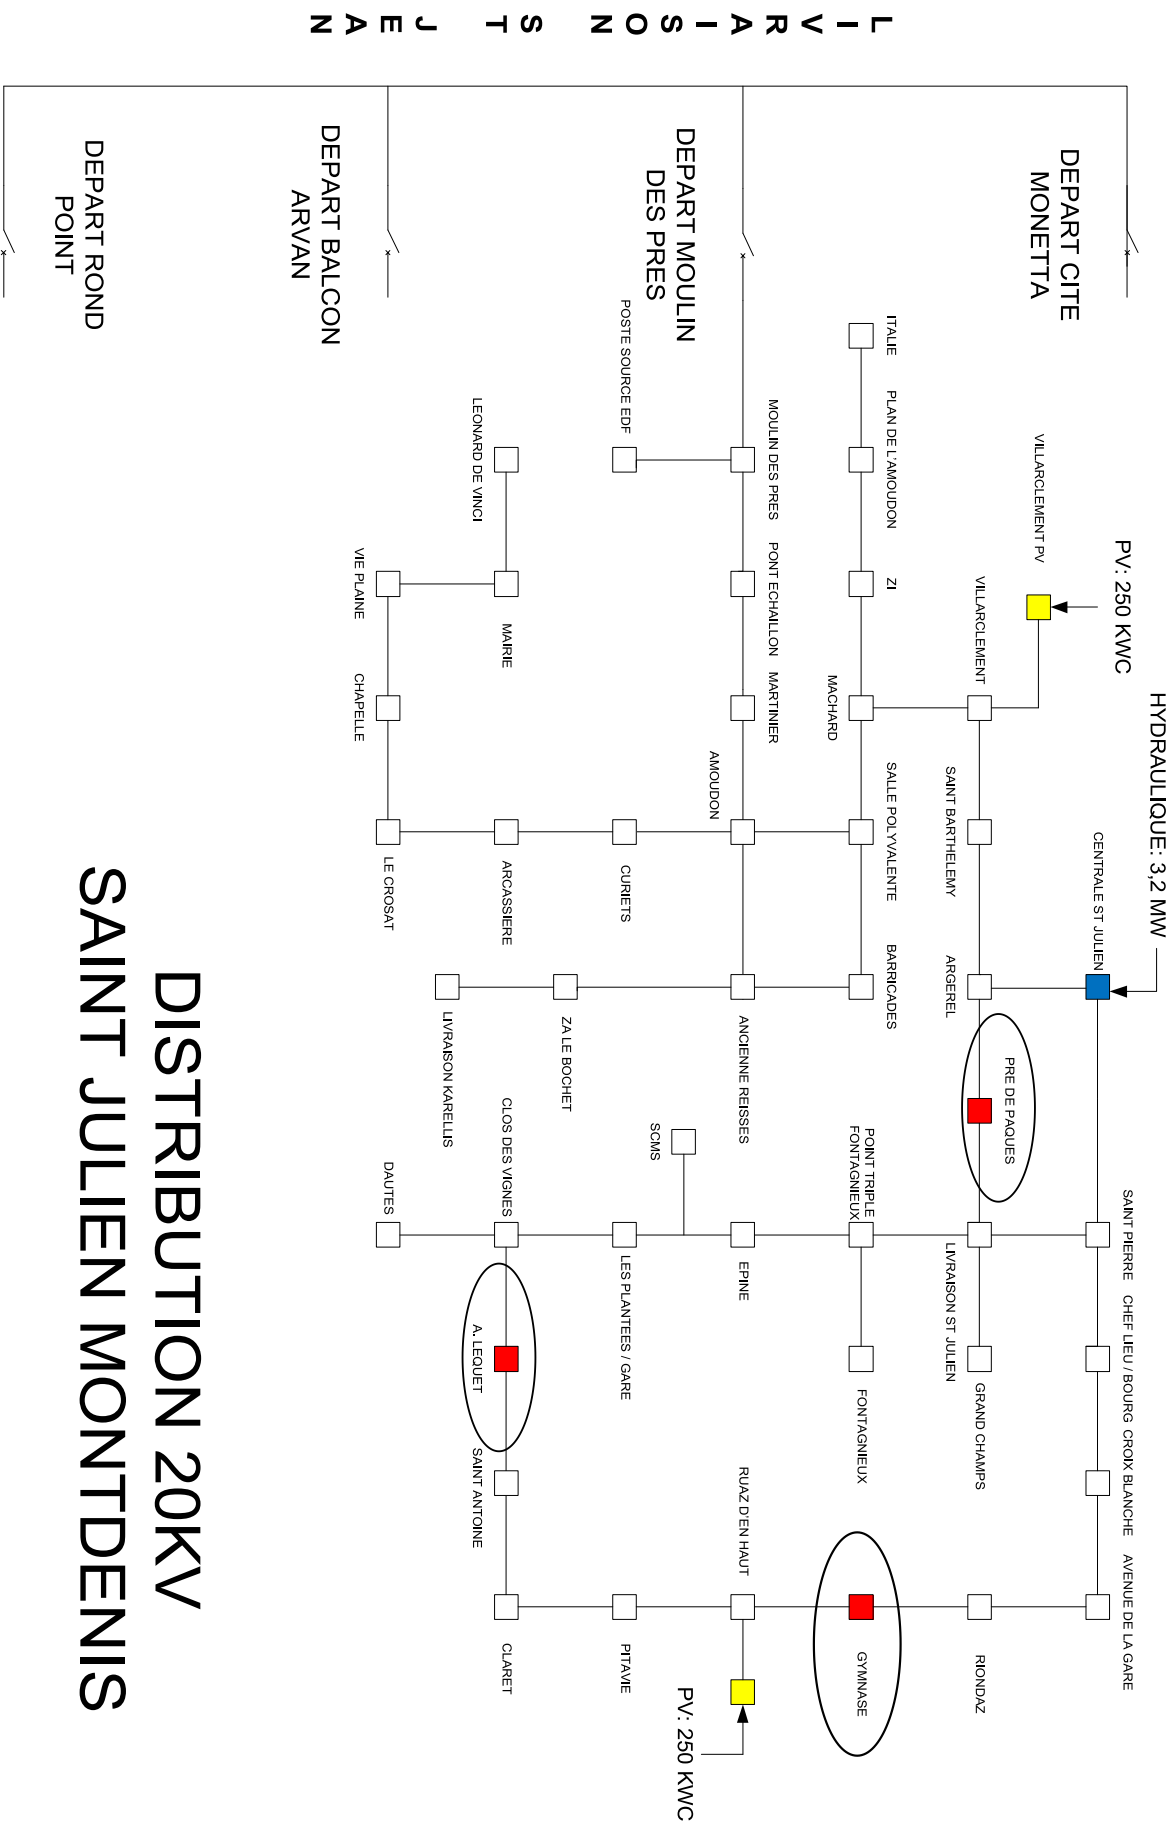 LIVRAISON ST JEAN
DEPART CITE
MONETTA
DEPART MOULIN
DES PRES
DEPART BALCON
ARVAN
DEPART ROND
POINT
HYDRAULIQUE: 3,2 MW
PV: 250 KWC
CENTRALE ST JULIEN
SAINT PIERRE
CHEF LIEU / BOURG
CROIX BLANCHE
AVENUE DE LA GARE
VILLARCLEMENT PV
VILLARCLEMENT
SAINT BARTHELEMY
ARGEREL
PRE DE PAQUES
LIVRAISON ST JULIEN
GRAND CHAMPS
RIONDAZ
ITALIE
PLAN DE L'AMOUDON
ZI
MACHARD
SALLE POLYVALENTE
BARRICADES
POINT TRIPLE
FONTAGNIEUX
FONTAGNIEUX
GYMNASE
MOULIN DES PRES
PONT ECHAILLON
MARTINIER
AMOUDON
ANCIENNE REISSES
EPINE
RUAZ D'EN HAUT
PV: 250 KWC
POSTE SOURCE EDF
CURIETS
ZA LE BOCHET
SCMS
LES PLANTEES / GARE
PITAVIE
LEONARD DE VINCI
MAIRIE
ARCASSIERE
LIVRAISON KARELLIS
CLOS DES VIGNES
A. LEQUET
SAINT ANTOINE
CLARET
VIE PLAINE
CHAPELLE
LE CROSAT
DAUTES
DISTRIBUTION 20KV
SAINT JULIEN MONTDENIS